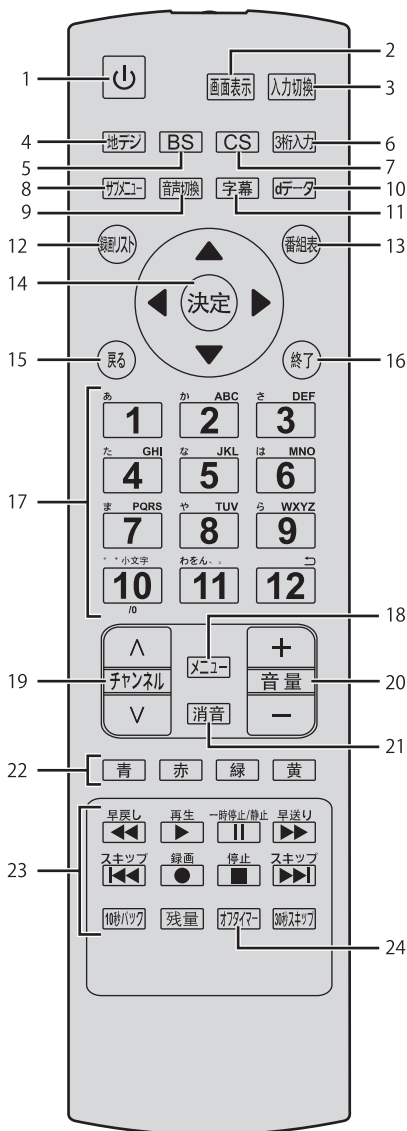 2
1 画面表示 入力切換 3
4 地デジ BS CS 3桁入力 6
5 7
8 サブメニュー 音声切換 字幕 dデータ 10
9 11
12 録画リスト 番組表 13
14 決定
15 戻る 終了 16
あ か ABC さ DEF
1 2 3
た GHI な JKL は MNO
4 5 6
17
ま PQRS や TUV ら WXYZ
7 8 9
゛゜小文字 わをん、。
10 11 12
/0
18
∧ メニュー +
19 チャンネル 音量 20
∨ 消音 −
21
22 青 赤 緑 黄
早戻し 再生 一時停止/静止 早送り
スキップ 録画 停止 スキップ
23
10秒バック 残量 オフタイマー 30秒スキップ
24